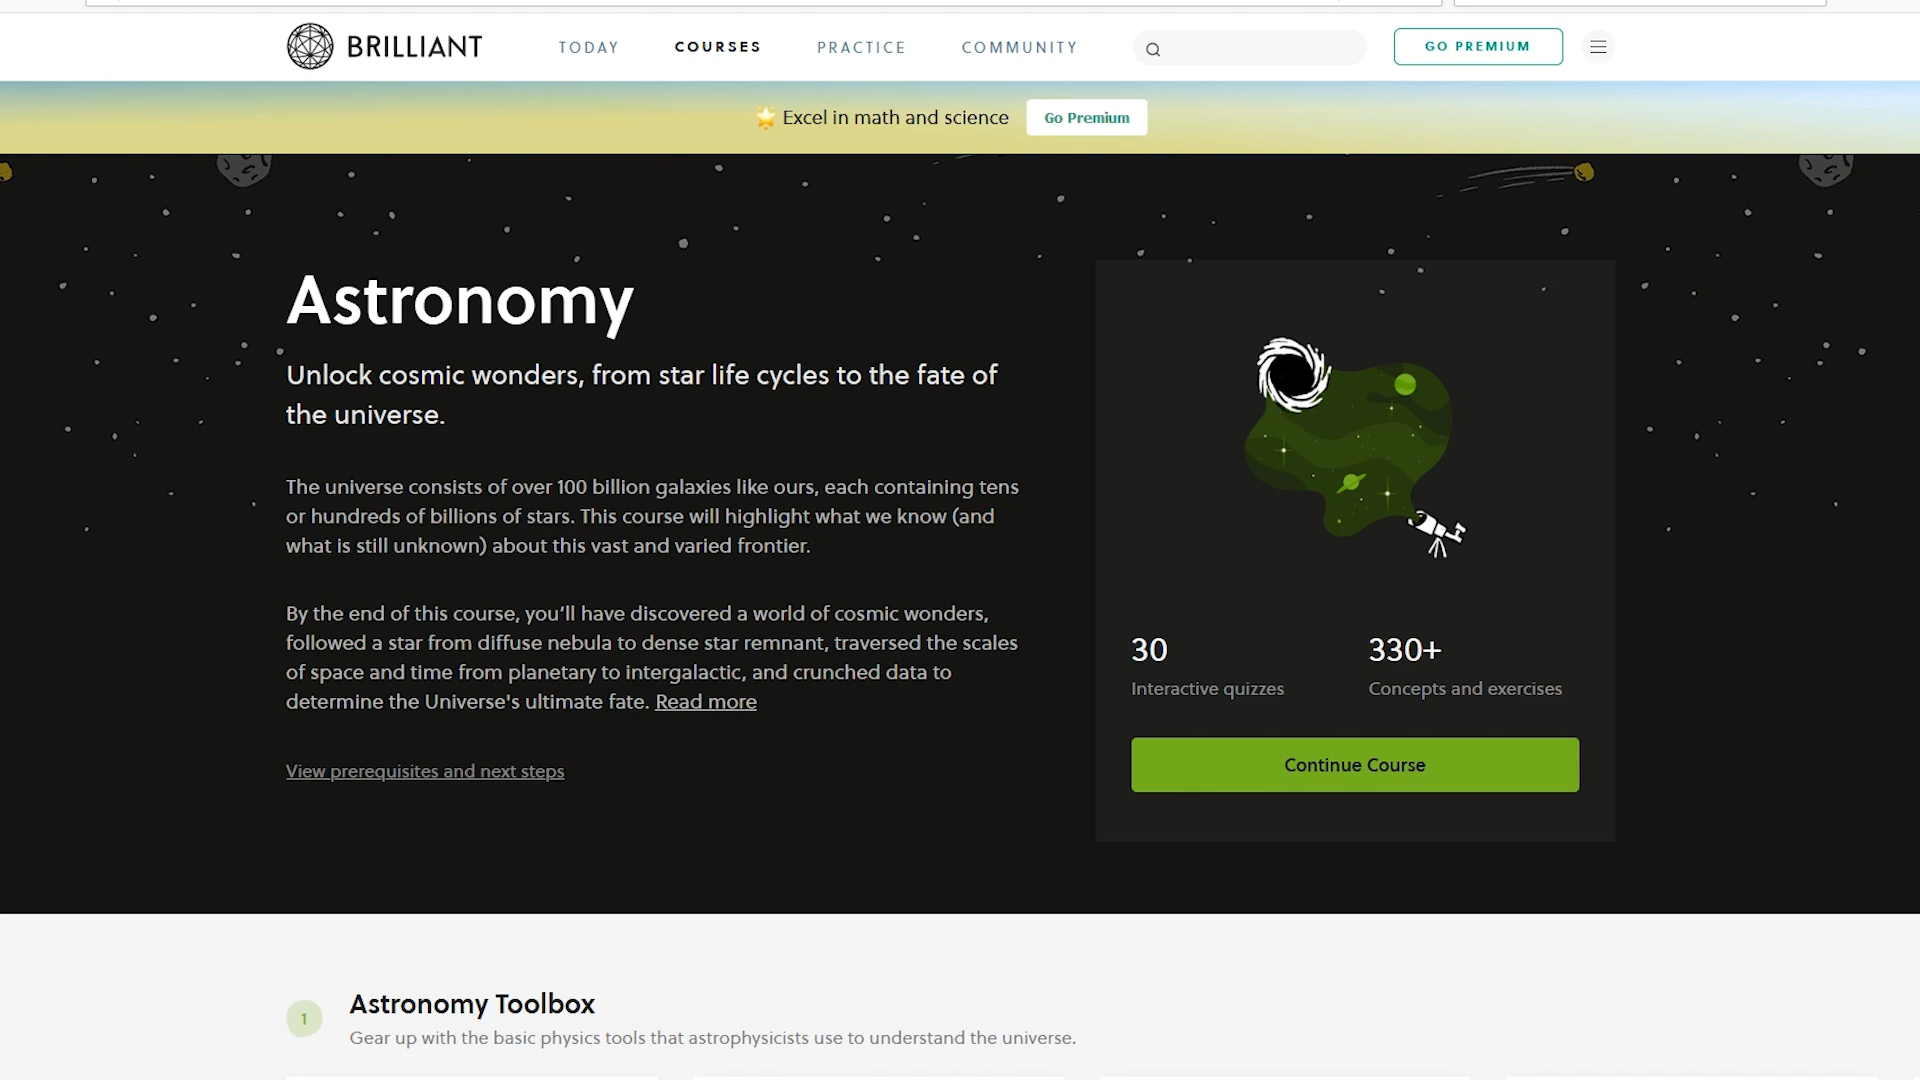 BRILLIANT
TODAY
COURSES
PRACTICE
COMMUNITY
GO PREMIUM
Excel in math and science
Go Premium
Astronomy
Unlock cosmic wonders, from star life cycles to the fate of
the universe.
The universe consists of over 100 billion galaxies like ours, each containing tens
or hundreds of billions of stars. This course will highlight what we know (and
what is still unknown) about this vast and varied frontier.
By the end of this course, you’ll have discovered a world of cosmic wonders,
followed a star from diffuse nebula to dense star remnant, traversed the scales
of space and time from planetary to intergalactic, and crunched data to
determine the Universe's ultimate fate. Read more
View prerequisites and next steps
30
Interactive quizzes
330+
Concepts and exercises
Continue Course
1
Astronomy Toolbox
Gear up with the basic physics tools that astrophysicists use to understand the universe.